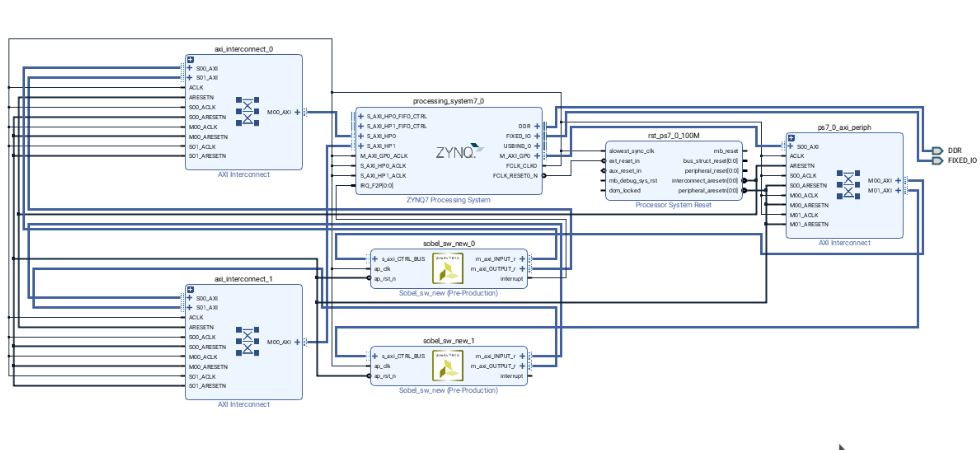 axi_interconnect_0
S00_AXI
S01_AXI
ACLK
ARESETN
S00_ACLK
S00_ARESETN
M00_ACLK
M00_ARESETN
S01_ACLK
S01_ARESETN
M00_AXI
AXI Interconnect
processing_system7_0
S_AXI_HP0_FIFO_CTRL
S_AXI_HP1_FIFO_CTRL
S_AXI_HP0
S_AXI_HP1
M_AXI_GP0_ACLK
S_AXI_HP0_ACLK
S_AXI_HP1_ACLK
IRQ_F2P[0:0]
ZYNQ
DDR
FIXED_IO
USBIND_0
M_AXI_GP0
FCLK_CLK0
FCLK_RESET0_N
ZYNQ7 Processing System
rst_ps7_0_100M
slowest_sync_clk
ext_reset_in
aux_reset_in
mb_debug_sys_rst
dcm_locked
mb_reset
bus_struct_reset[0:0]
peripheral_reset[0:0]
interconnect_aresetn[0:0]
peripheral_aresetn[0:0]
Processor System Reset
ps7_0_axi_periph
S00_AXI
ACLK
ARESETN
S00_ACLK
S00_ARESETN
M00_ACLK
M00_ARESETN
M01_ACLK
M01_ARESETN
M00_AXI
M01_AXI
AXI Interconnect
DDR
FIXED_IO
sobel_sw_new_0
s_axi_CTRL_BUS
ap_clk
ap_rst_n
m_axi_INPUT_r
m_axi_OUTPUT_r
interrupt
Sobel_sw_new (Pre-Production)
axi_interconnect_1
S00_AXI
S01_AXI
ACLK
ARESETN
S00_ACLK
S00_ARESETN
M00_ACLK
M00_ARESETN
S01_ACLK
S01_ARESETN
M00_AXI
AXI Interconnect
sobel_sw_new_1
s_axi_CTRL_BUS
ap_clk
ap_rst_n
m_axi_INPUT_r
m_axi_OUTPUT_r
interrupt
Sobel_sw_new (Pre-Production)